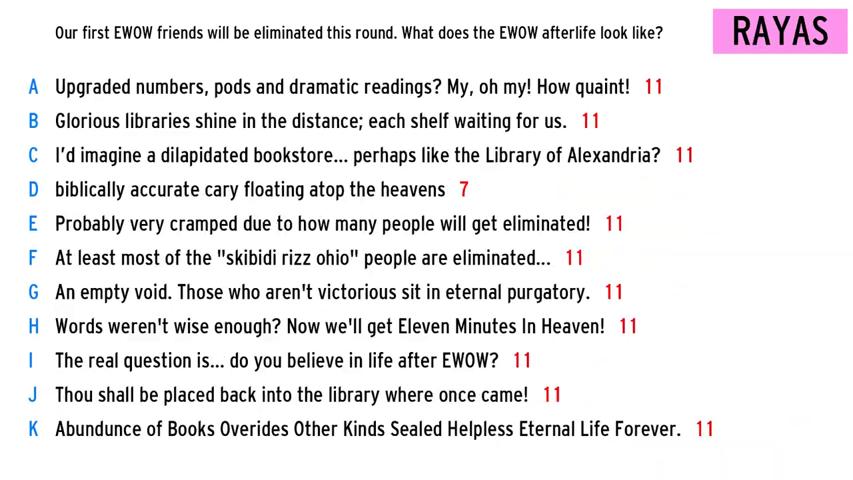 Our first EWOW friends will be eliminated this round. What does the EWOW afterlife look like?
RAYAS
A Upgraded numbers, pods and dramatic readings? My, oh my! How quaint! 11
B Glorious libraries shine in the distance; each shelf waiting for us. 11
C I'd imagine a dilapidated bookstore... perhaps like the Library of Alexandria? 11
D biblically accurate cary floating atop the heavens 7
E Probably very cramped due to how many people will get eliminated! 11
F At least most of the "skibidi rizz ohio" people are eliminated... 11
G An empty void. Those who aren't victorious sit in eternal purgatory. 11
H Words weren't wise enough? Now we'll get Eleven Minutes In Heaven! 11
I The real question is... do you believe in life after EWOW? 11
J Thou shall be placed back into the library where once came! 11
K Abundunce of Books Overides Other Kinds Sealed Helpless Eternal Life Forever. 11